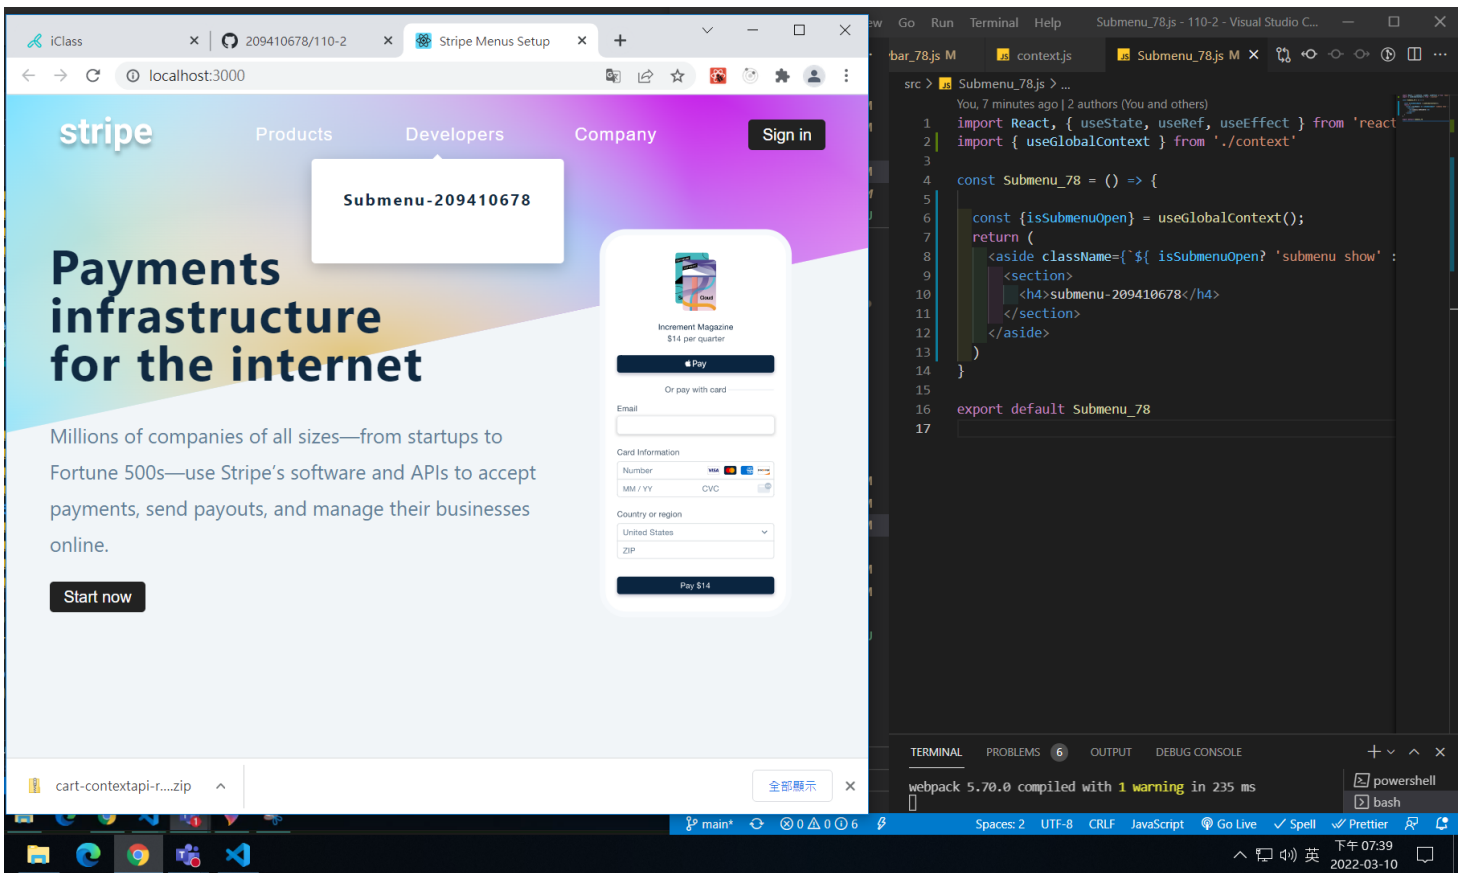 iClass
209410678/110-2
Stripe Menus Setup
localhost:3000
stripe
Products
Developers
Company
Sign in
Submenu-209410678
Payments
infrastructure
for the internet
Millions of companies of all sizes—from startups to
Fortune 500s—use Stripe's software and APIs to accept
payments, send payouts, and manage their businesses
online.
Start now
Increment Magazine
$14 per quarter
Pay
Or pay with card
Email
Card Information
Number
VISA
MM / YY
CVC
Country or region
United States
ZIP
Pay $14
cart-contextapi-r....zip
全部顯示
ew Go Run Terminal Help
Submenu_78.js - 110-2 - Visual Studio C...
bar_78.js M
JS context.js
JS Submenu_78.js M
src > JS Submenu_78.js > ...
You, 7 minutes ago | 2 authors (You and others)
1 import React, { useState, useRef, useEffect } from 'react
2 import { useGlobalContext } from './context'
3
4 const Submenu_78 = () => {
5
6 const {isSubmenuOpen} = useGlobalContext();
7 return (
8 <aside className={`${ isSubmenuOpen? 'submenu show' :
9 <section>
10 <h4>submenu-209410678</h4>
11 </section>
12 </aside>
13 )
14 }
15
16 export default Submenu_78
17
TERMINAL
PROBLEMS 6
OUTPUT
DEBUG CONSOLE
webpack 5.70.0 compiled with 1 warning in 235 ms
powershell
bash
main*
0 0 6
Spaces: 2
UTF-8
CRLF
JavaScript
Go Live
Spell
Prettier
英
下午 07:39
2022-03-10